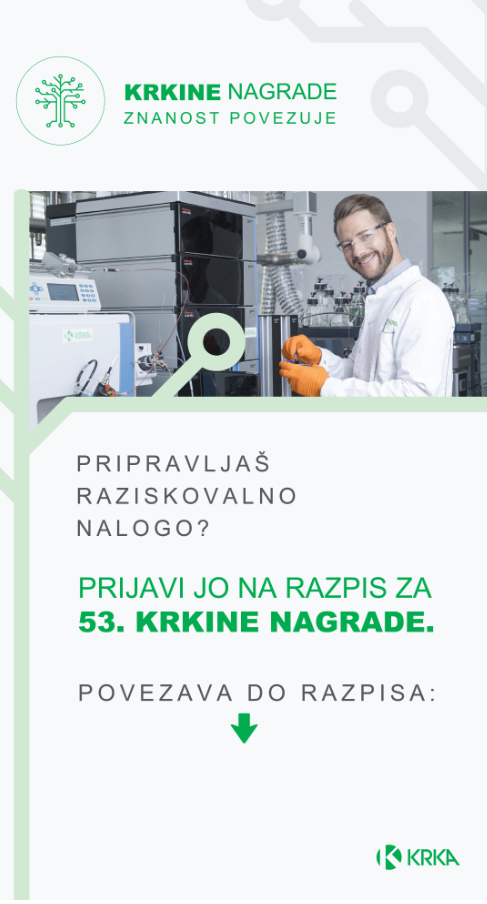 KRKINE NAGRADE
ZNANOST POVEZUJE
KRKA
PRIPRAVLJAŠ
RAZISKOVALNO
NALOGO?
PRIJAVI JO NA RAZPIS ZA
53. KRKINE NAGRADE.
POVEZAVA DO RAZPISA:
KRKA